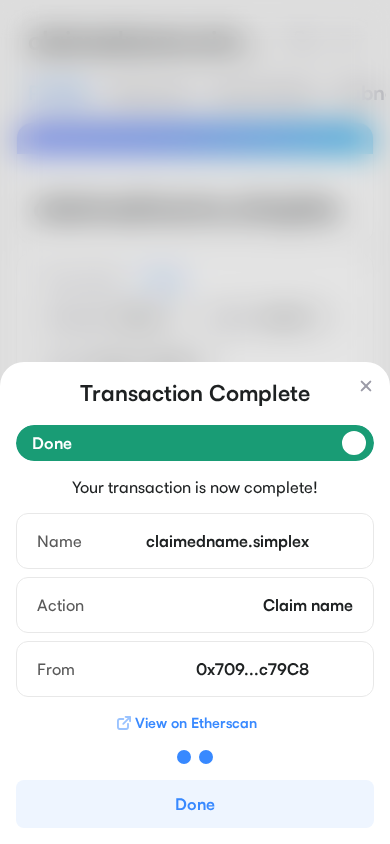 Transaction Complete
Done
Your transaction is now complete!
Name claimedname.simplex
Action Claim name
From 0x709...c79C8
View on Etherscan
Done